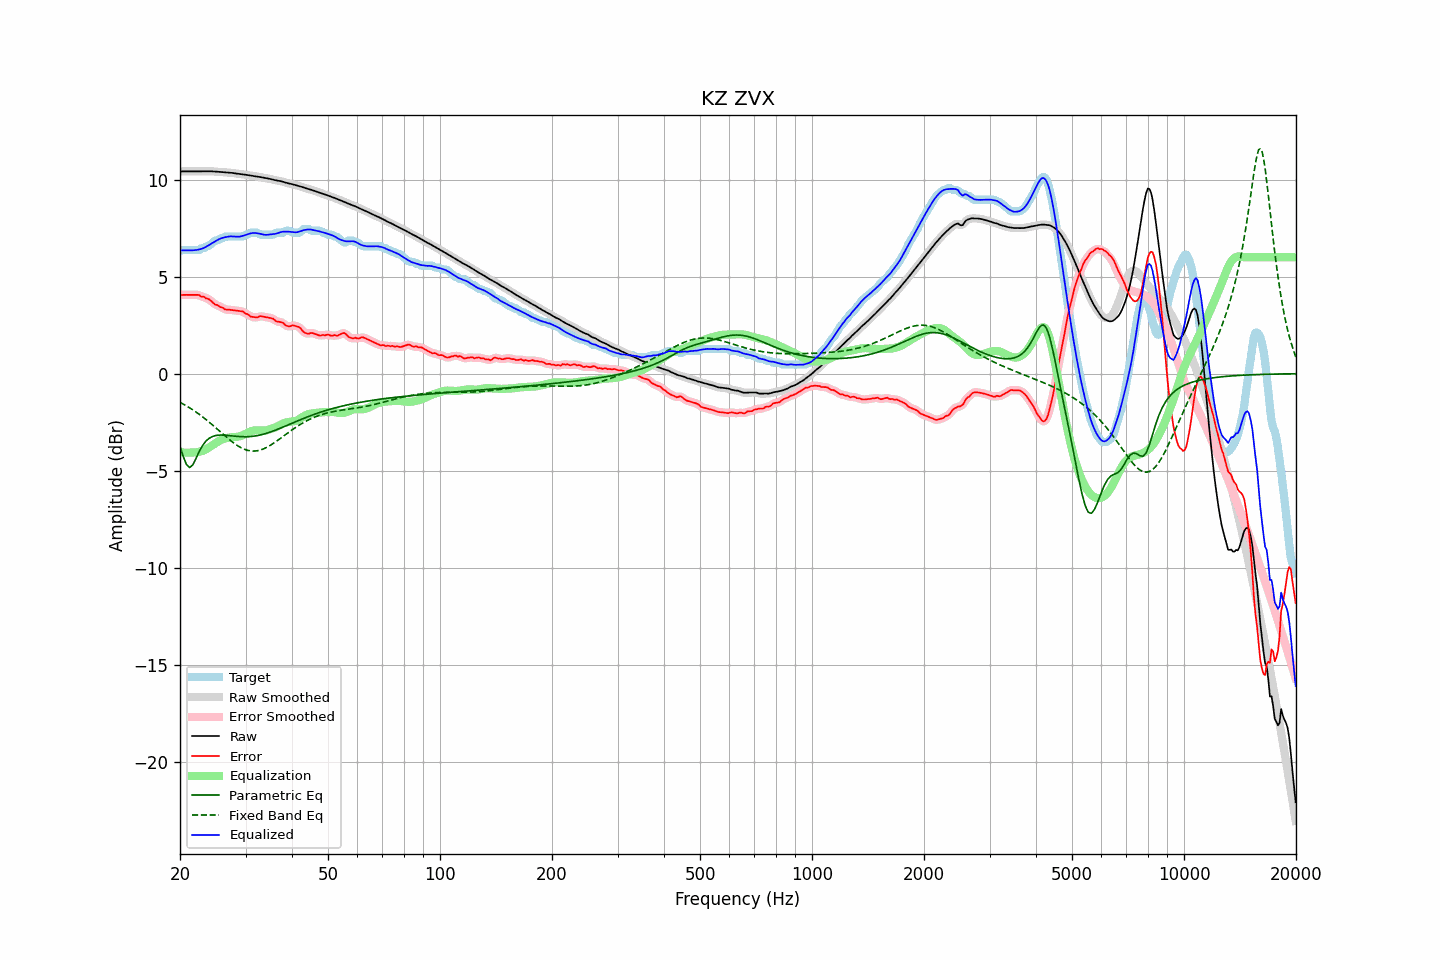 KZ ZVX
Amplitude (dBr)
10
5
0
−5
−10
−15
−20
Target
Raw Smoothed
Error Smoothed
Raw
Error
Equalization
Parametric Eq
Fixed Band Eq
Equalized
20
50
100
200
500
1000
2000
5000
10000
20000
Frequency (Hz)